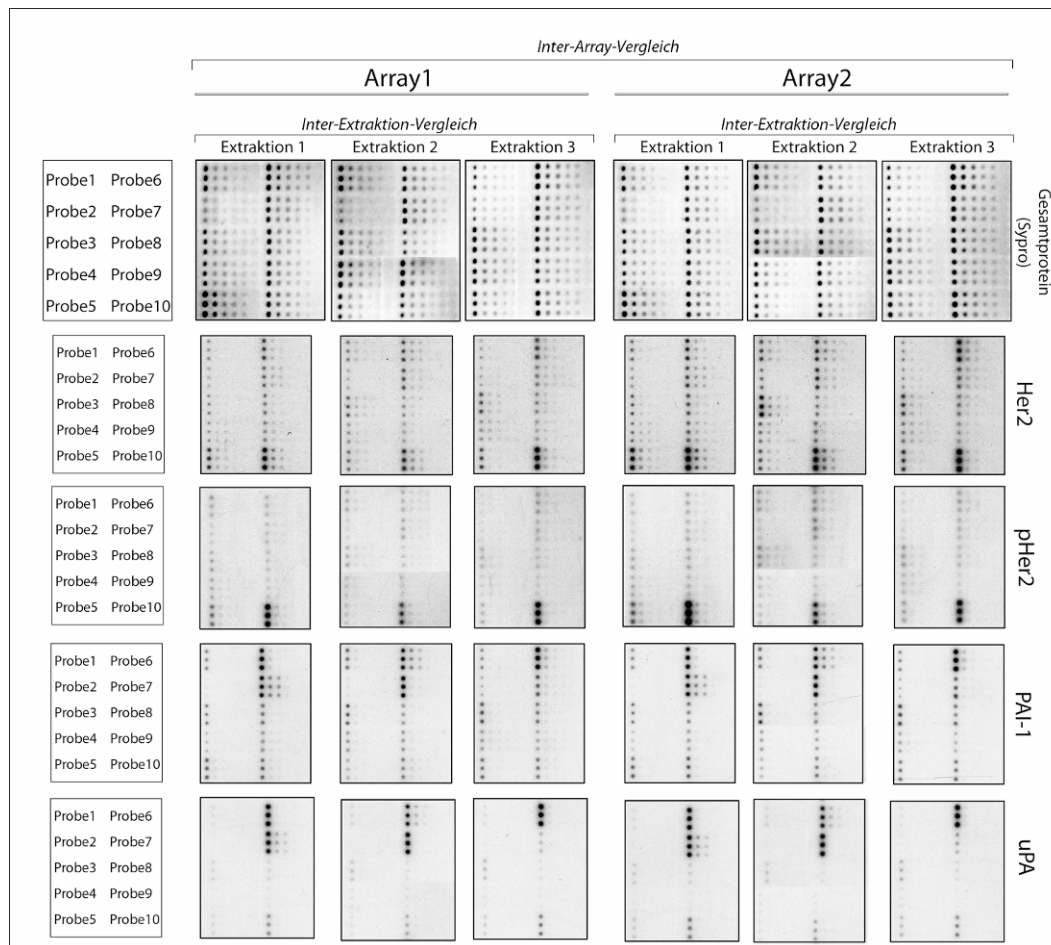 Inter-Array-Vergleich
Array1 Array2
Inter-Extraktion-Vergleich Inter-Extraktion-Vergleich
Extraktion 1 Extraktion 2 Extraktion 3 Extraktion 1 Extraktion 2 Extraktion 3
Probe1 Probe6
Probe2 Probe7
Probe3 Probe8
Probe4 Probe9
Probe5 Probe10
Gesamtprotein
(Sypro)
Probe1 Probe6
Probe2 Probe7
Probe3 Probe8
Probe4 Probe9
Probe5 Probe10
Her2
Probe1 Probe6
Probe2 Probe7
Probe3 Probe8
Probe4 Probe9
Probe5 Probe10
pHer2
Probe1 Probe6
Probe2 Probe7
Probe3 Probe8
Probe4 Probe9
Probe5 Probe10
PAI-1
Probe1 Probe6
Probe2 Probe7
Probe3 Probe8
Probe4 Probe9
Probe5 Probe10
uPA